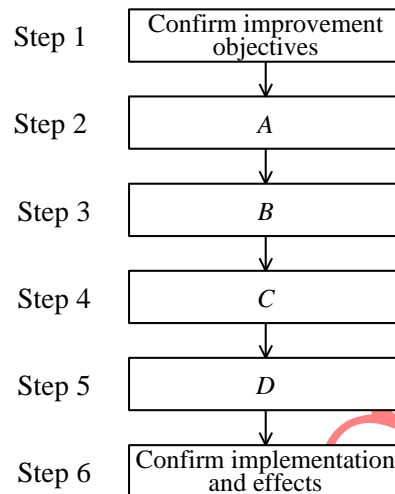 Step 1
Confirm improvement
objectives
Step 2
A
Step 3
B
Step 4
C
Step 5
D
Step 6
Confirm implementation
and effects